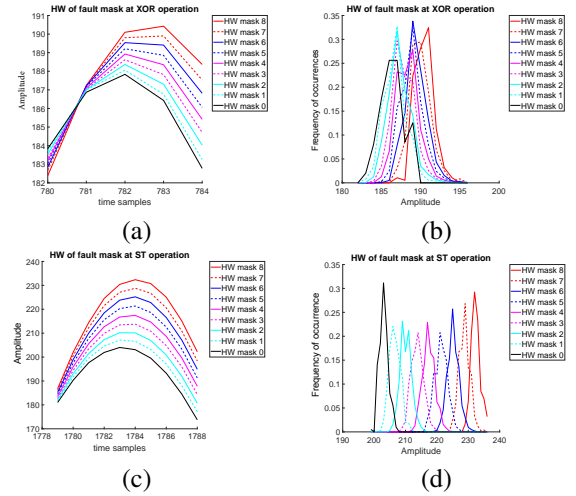 HW of fault mask at XOR operation
Amplitude
191
190
189
188
187
186
185
184
183
182
780
781
782
783
784
time samples
HW mask 8
HW mask 7
HW mask 6
HW mask 5
HW mask 4
HW mask 3
HW mask 2
HW mask 1
HW mask 0
(a)
HW of fault mask at XOR operation
Frequency of occurrences
0.35
0.3
0.25
0.2
0.15
0.1
0.05
0
180
185
190
195
200
Amplitude
HW mask 8
HW mask 7
HW mask 6
HW mask 5
HW mask 4
HW mask 3
HW mask 2
HW mask 1
HW mask 0
(b)
HW of fault mask at ST operation
Amplitude
240
230
220
210
200
190
180
170
1778
1780
1782
1784
1786
1788
time samples
HW mask 8
HW mask 7
HW mask 6
HW mask 5
HW mask 4
HW mask 3
HW mask 2
HW mask 1
HW mask 0
(c)
HW of fault mask at ST operation
Frequency of occurrence
0.35
0.3
0.25
0.2
0.15
0.1
0.05
0
190
200
210
220
230
240
Amplitude
HW mask 8
HW mask 7
HW mask 6
HW mask 5
HW mask 4
HW mask 3
HW mask 2
HW mask 1
HW mask 0
(d)